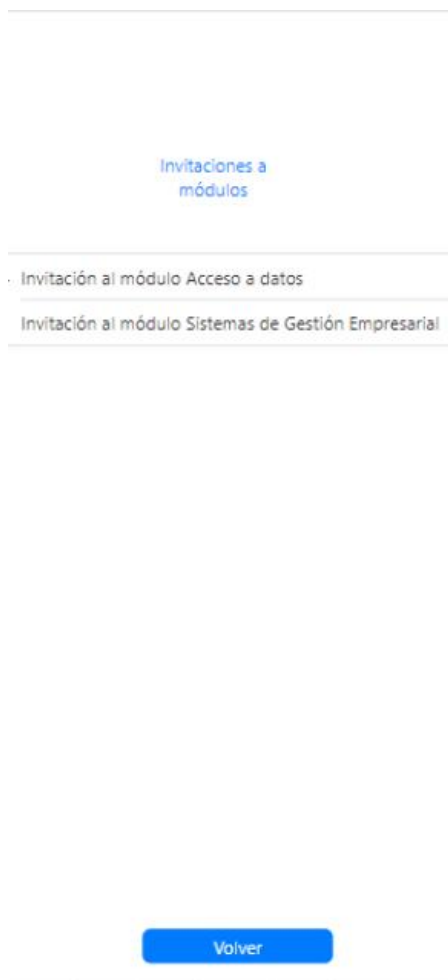 Invitaciones a
módulos
Invitación al módulo Acceso a datos
Invitación al módulo Sistemas de Gestión Empresarial
Volver